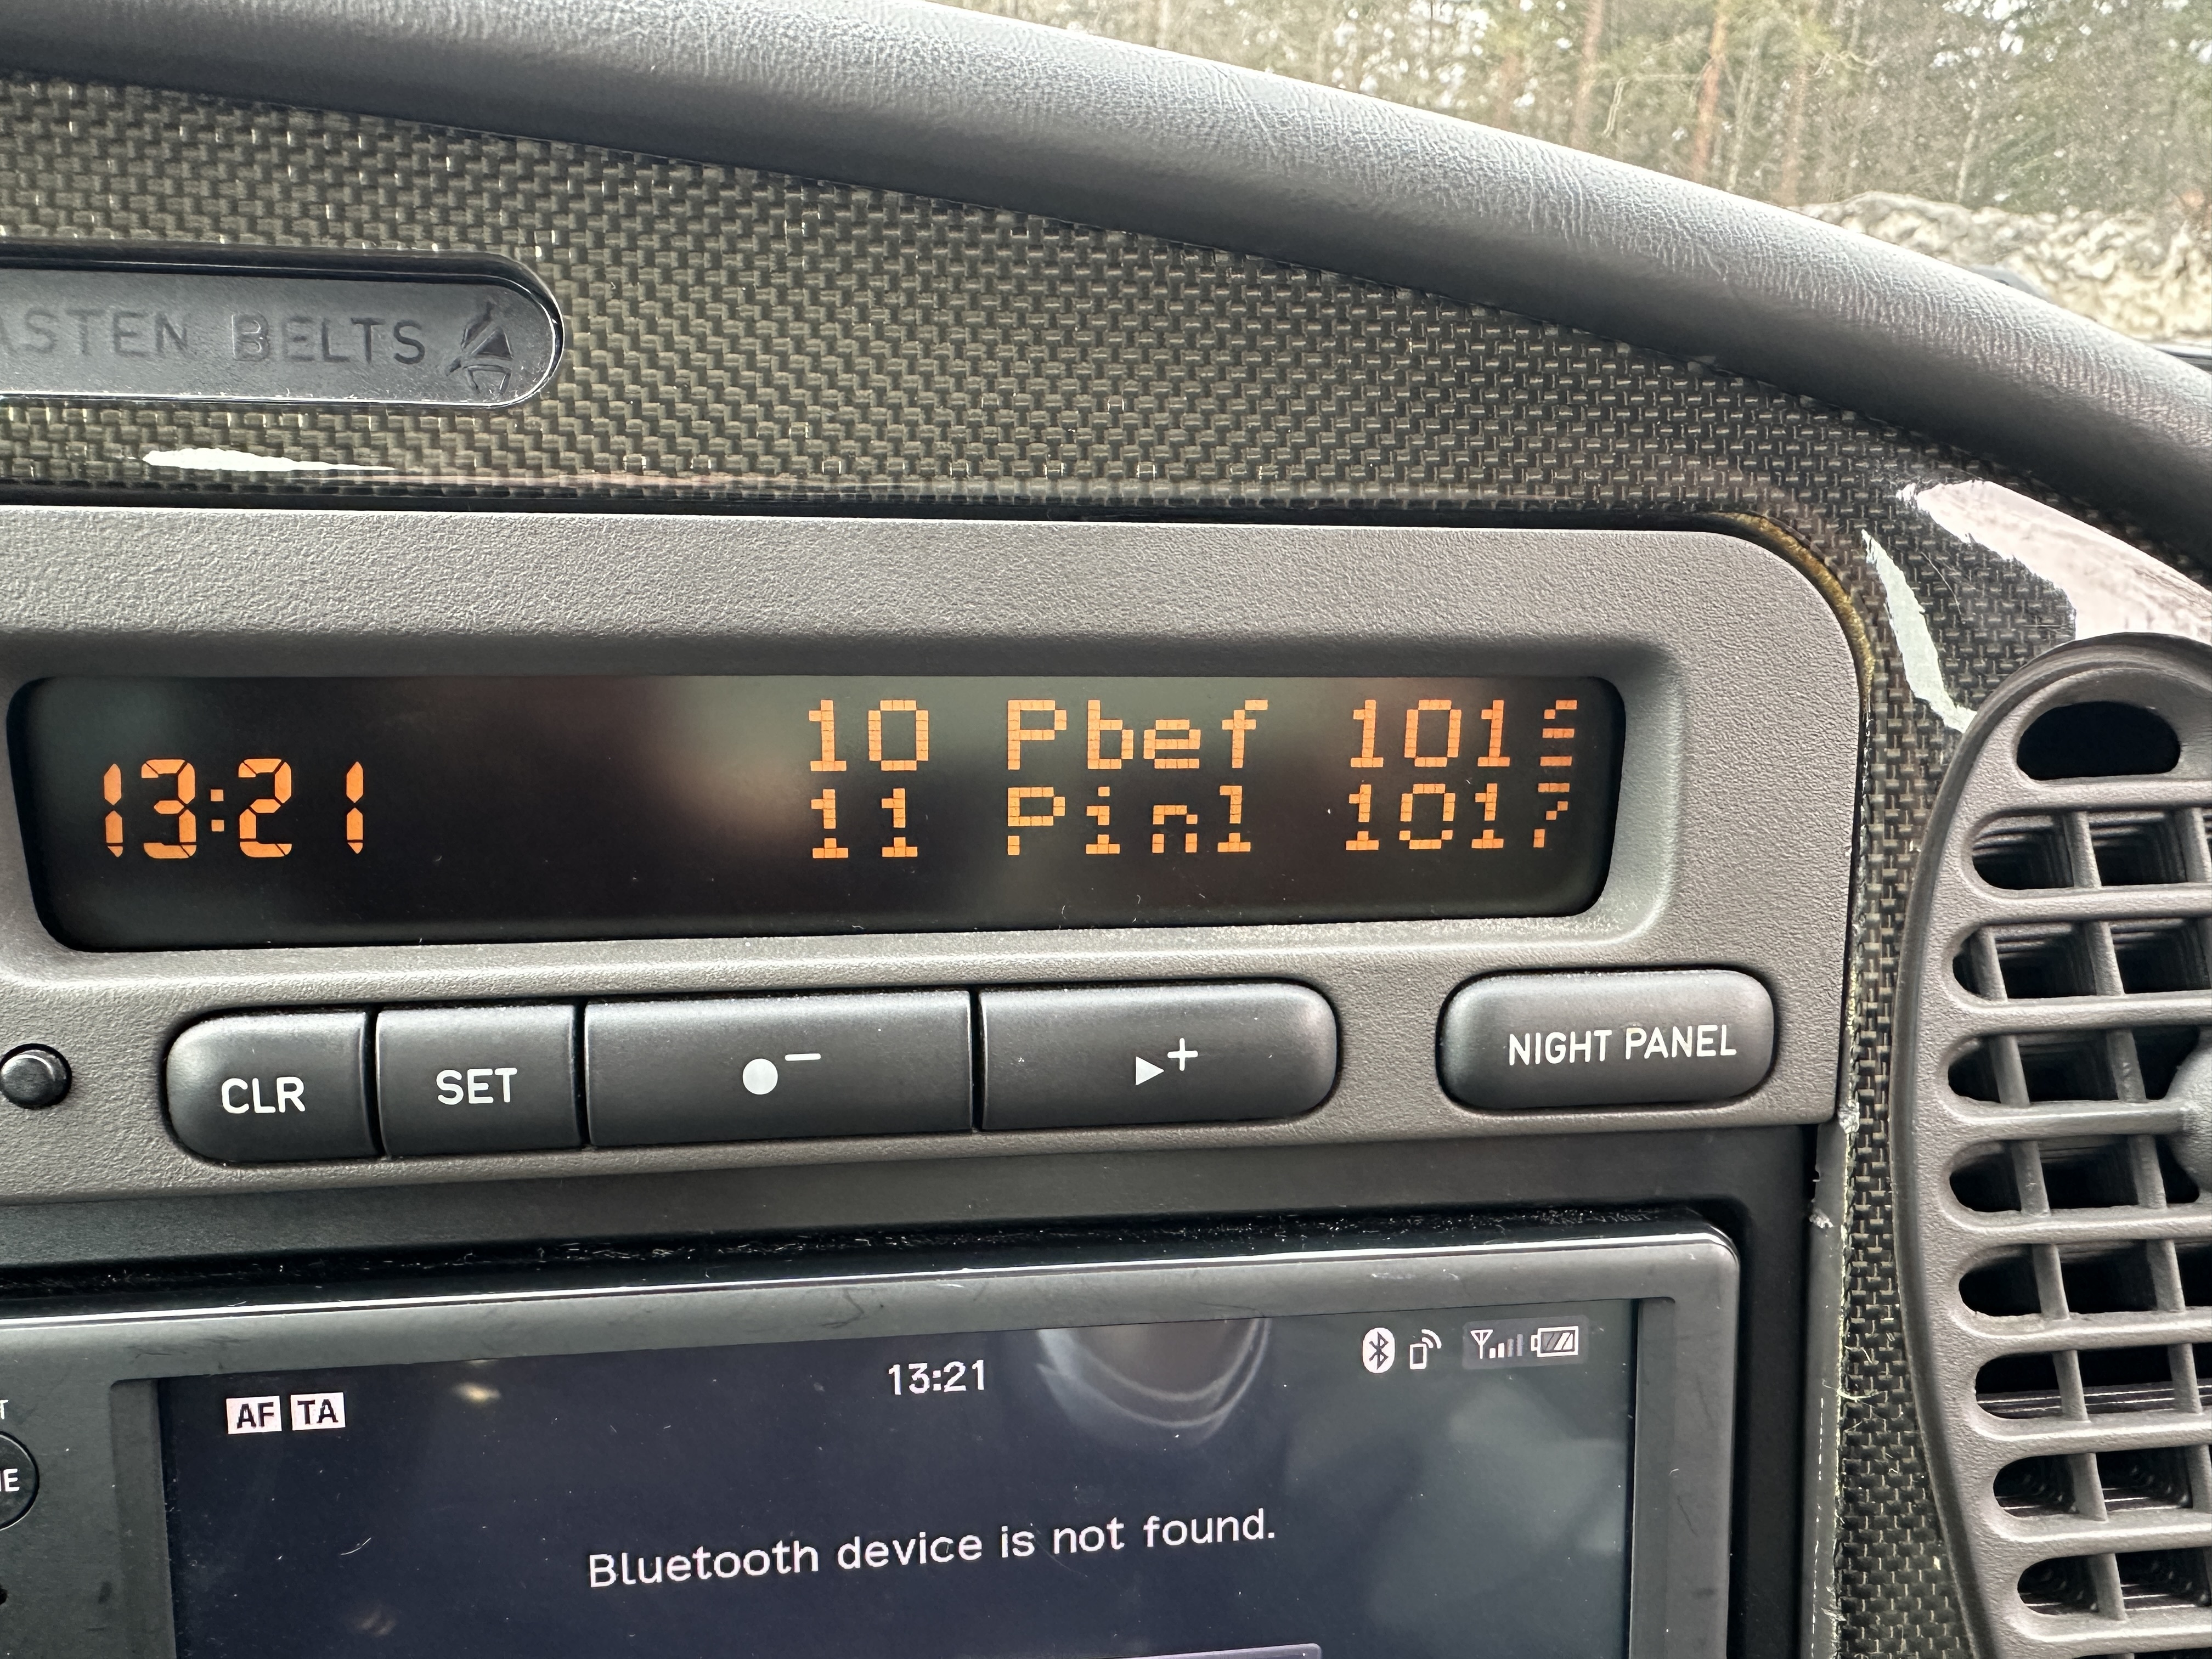 ASTEN BELTS
10 Pbef
13:21
11 Pinl 1017
CLR SET NIGHT PANEL
13:21
AF TA
Bluetooth device is not found.